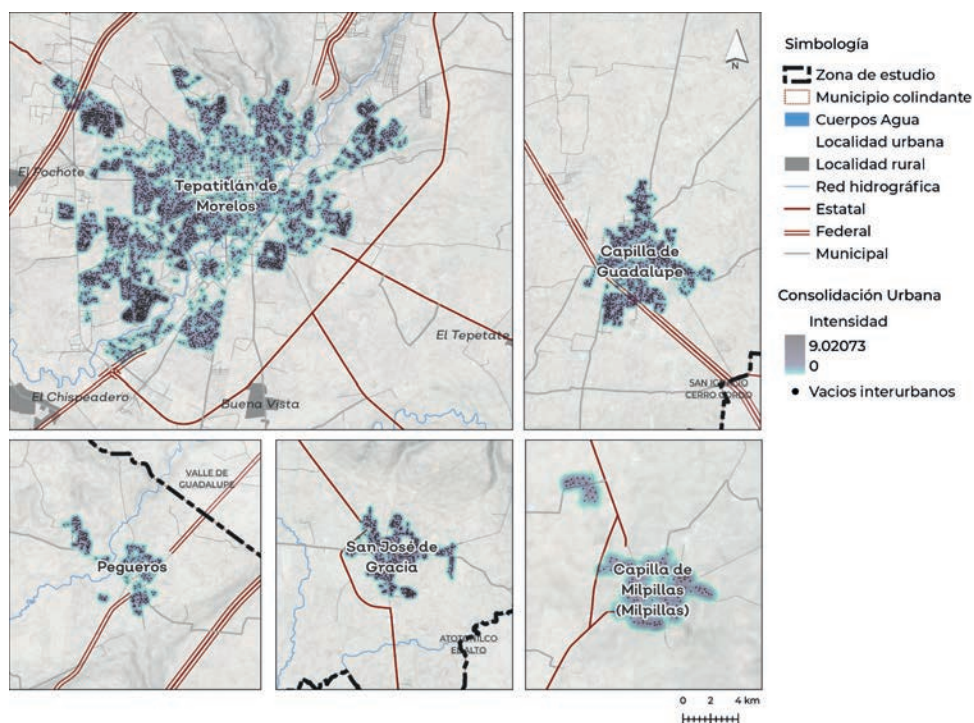 El Pochote
Tepatitlán de
Morelos
El Tepetate
El Chispeadero
Buena Vista
N
Capilla de
Guadalupe
SAN IGNACIO
CERRO GORDO
Simbología
Zona de estudio
Municipio colindante
Cuerpos Agua
Localidad urbana
Localidad rural
Red hidrográfica
Estatal
Federal
Municipal
Consolidación Urbana
Intensidad
9.02073
0
Vacios interurbanos
VALLE DE
GUADALUPE
Pegueros
San José de
Gracia
ATOTONILCO
EL ALTO
Capilla de
Milpillas
(Milpillas)
0 2 4 km